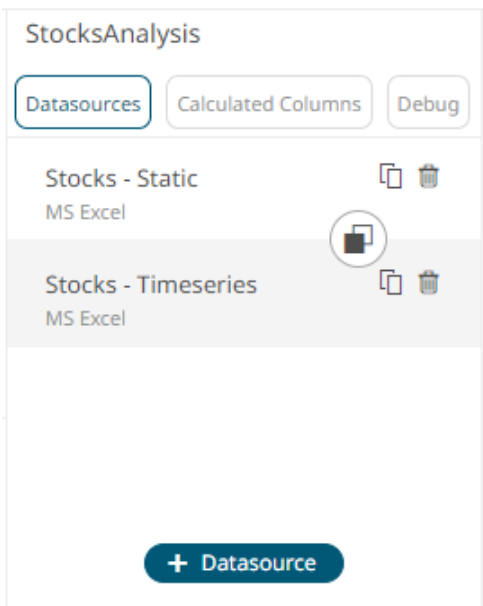 StocksAnalysis
Datasources Calculated Columns Debug
Stocks - Static
MS Excel
Stocks - Timeseries
MS Excel
+ Datasource